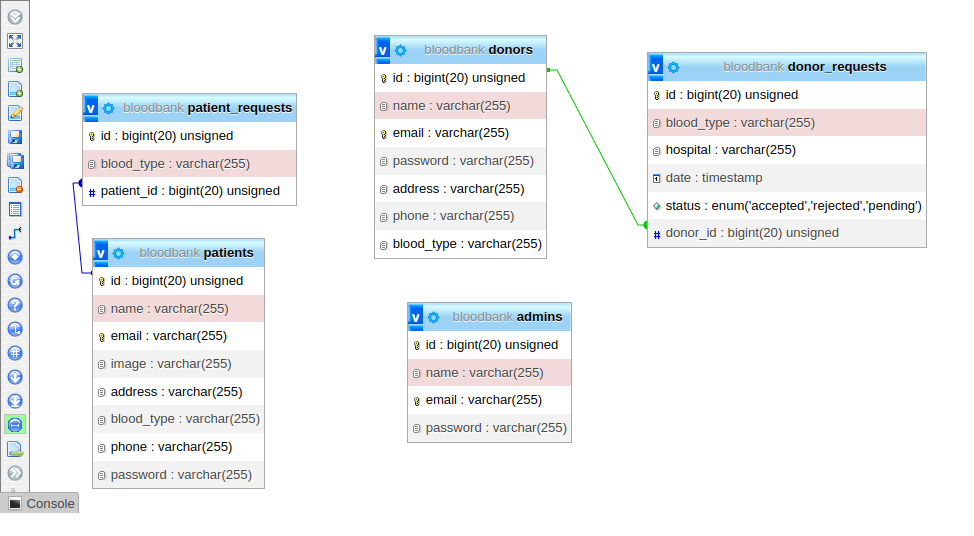 v bloodbank patient_requests
id : bigint(20) unsigned
blood_type : varchar(255)
# patient_id : bigint(20) unsigned
v bloodbank patients
id : bigint(20) unsigned
name : varchar(255)
email : varchar(255)
image : varchar(255)
address : varchar(255)
blood_type : varchar(255)
phone : varchar(255)
password : varchar(255)
v bloodbank donors
id : bigint(20) unsigned
name : varchar(255)
email : varchar(255)
password : varchar(255)
address : varchar(255)
phone : varchar(255)
blood_type : varchar(255)
v bloodbank admins
id : bigint(20) unsigned
name : varchar(255)
email : varchar(255)
password : varchar(255)
v bloodbank donor_requests
id : bigint(20) unsigned
blood_type : varchar(255)
hospital : varchar(255)
date : timestamp
status : enum('accepted','rejected','pending')
# donor_id : bigint(20) unsigned
Console